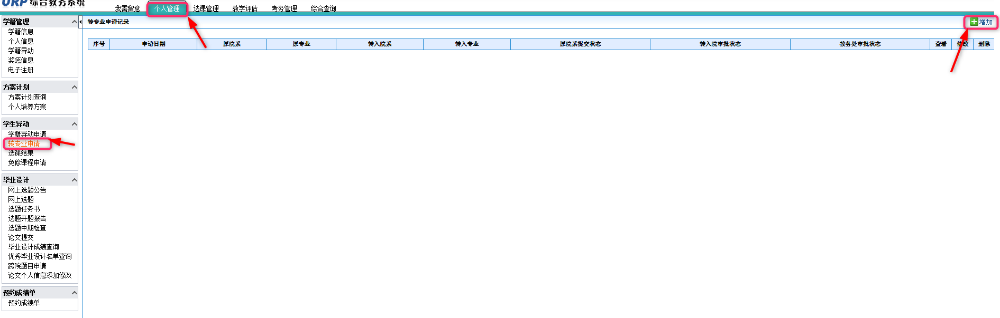 URP综合教务系统
我需留意 个人管理 选课管理 教学评估 考务管理 综合查询
学籍管理
学籍信息
个人信息
学籍异动
奖惩信息
电子注册
方案计划
方案计划查询
个人培养方案
学生异动
学籍异动申请
转专业申请
选课结果
免修课程申请
毕业设计
网上选题公告
网上选题
选题任务书
选题开题报告
选题中期检查
论文提交
毕业设计成绩查询
优秀毕业设计名单查询
跨院题目申请
论文个人信息添加修改
预约成绩单
预约成绩单
转专业申请记录
增加
序号 申请日期 原院系 原专业 转入院系 转入专业 原院系提交状态 转入院审批状态 教务处审批状态 查看 修改 删除